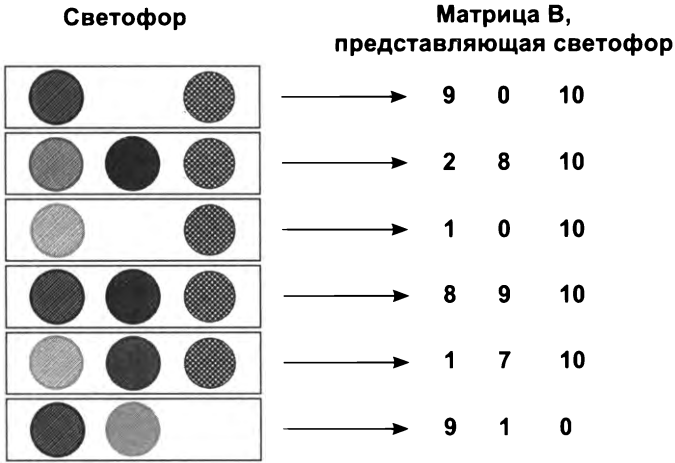 Светофор
Матрица B,
представляющая светофор
9 0 10
2 8 10
1 0 10
8 9 10
1 7 10
9 1 0